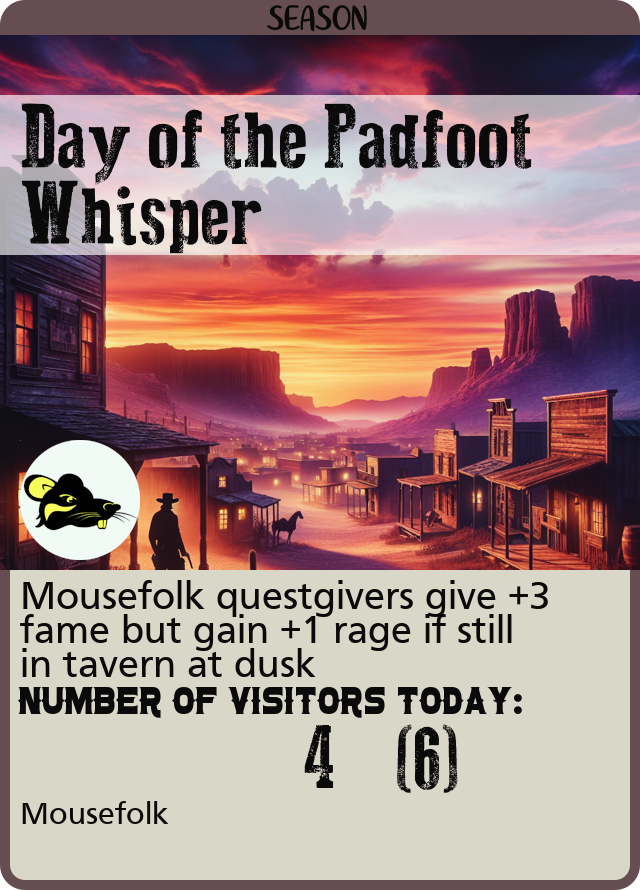 SEASON
Day of the Padfoot
Whisper
Mousefolk questgivers give +3
fame but gain +1 rage if still
in tavern at dusk
NUMBER OF VISITORS TODAY:
4 (6)
Mousefolk